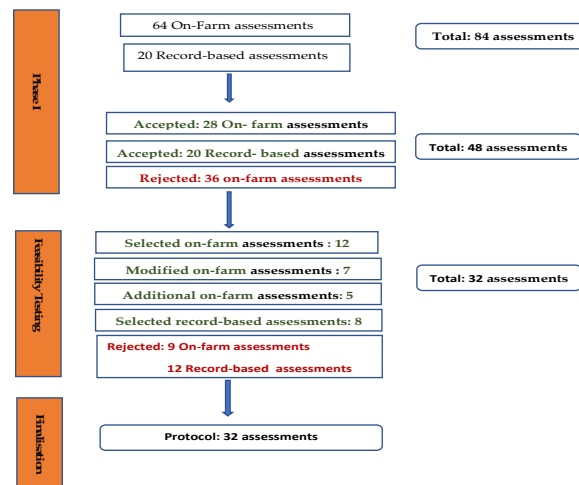 64 On-Farm assessments
Total: 84 assessments
20 Record-based assessments
Phase I
Accepted: 28 On- farm assessments
Accepted: 20 Record- based assessments
Total: 48 assessments
Rejected: 36 on-farm assessments
Feasibility Testing
Selected on-farm assessments : 12
Modified on-farm assessments : 7
Additional on-farm assessments: 5
Total: 32 assessments
Selected record-based assessments: 8
Rejected: 9 On-farm assessments
12 Record-based assessments
Finalisation
Protocol: 32 assessments